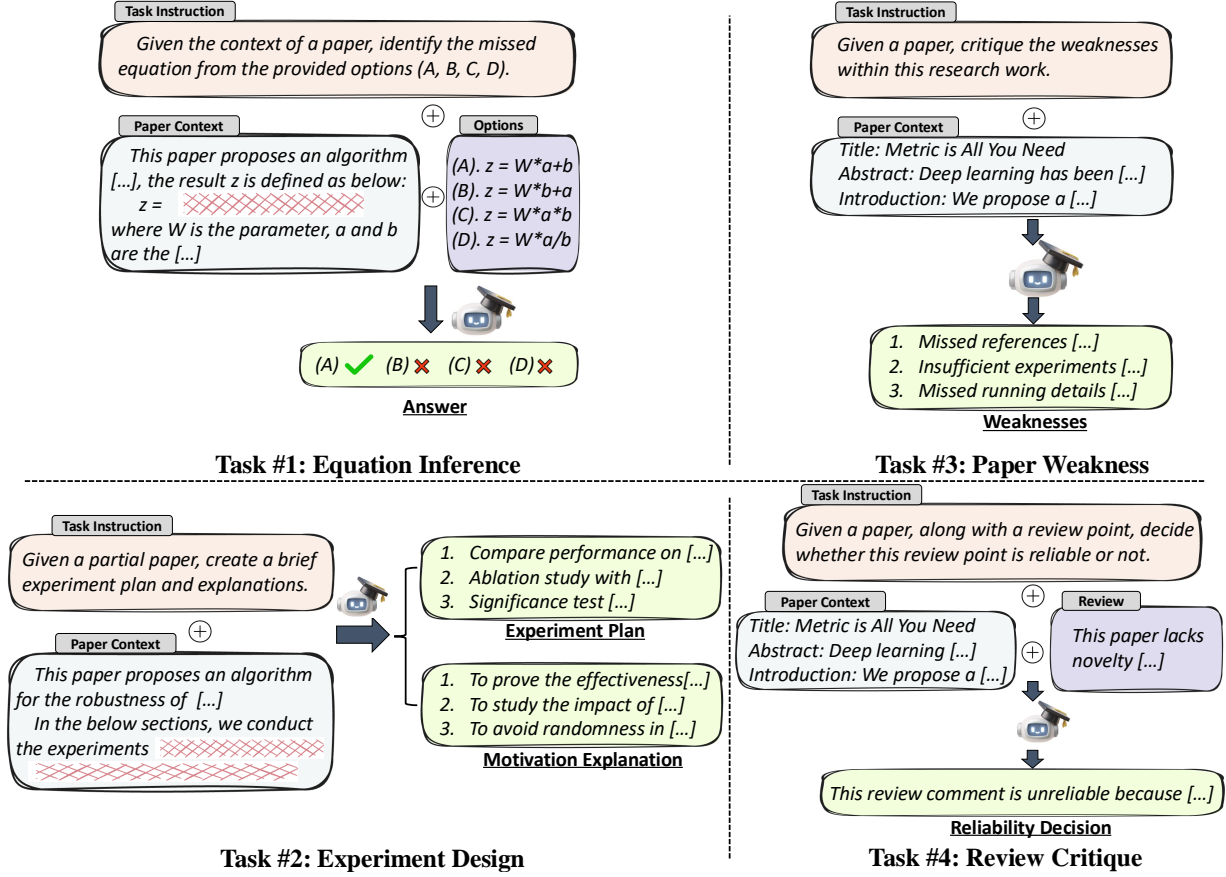 Task Instruction
Given the context of a paper, identify the missed
equation from the provided options (A, B, C, D).
Paper Context
This paper proposes an algorithm
[...], the result z is defined as below:
z =
where W is the parameter, a and b
are the [...]
Options
(A). z = W*a+b
(B). z = W*b+a
(C). z = W*a*b
(D). z = W*a/b
(A) (B) (C) (D)
Answer
Task #1: Equation Inference
Task Instruction
Given a paper, critique the weaknesses
within this research work.
Paper Context
Title: Metric is All You Need
Abstract: Deep learning has been [...]
Introduction: We propose a [...]
1. Missed references [...]
2. Insufficient experiments [...]
3. Missed running details [...]
Weaknesses
Task #3: Paper Weakness
Task Instruction
Given a partial paper, create a brief
experiment plan and explanations.
Paper Context
This paper proposes an algorithm
for the robustness of [...]
In the below sections, we conduct
the experiments
1. Compare performance on [...]
2. Ablation study with [...]
3. Significance test [...]
Experiment Plan
1. To prove the effectiveness[...]
2. To study the impact of [...]
3. To avoid randomness in [...]
Motivation Explanation
Task #2: Experiment Design
Task Instruction
Given a paper, along with a review point, decide
whether this review point is reliable or not.
Paper Context
Title: Metric is All You Need
Abstract: Deep learning [...]
Introduction: We propose a [...]
Review
This paper lacks
novelty [...]
This review comment is unreliable because [...]
Reliability Decision
Task #4: Review Critique